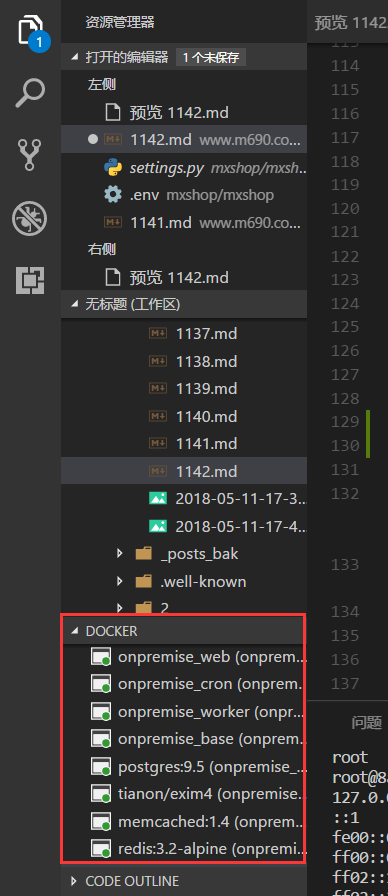 资源管理器
预览 1142.md
打开的编辑器 1 个未保存
左侧
预览 1142.md
1142.md www.m690.co...
settings.py mxshop/mxsh...
.env mxshop/mxshop
1141.md www.m690.co...
右侧
预览 1142.md
无标题 (工作区)
1137.md
1138.md
1139.md
1140.md
1141.md
1142.md
2018-05-11-17-3...
2018-05-11-17-4...
_posts_bak
.well-known
2
DOCKER
onpremise_web (onprem...
onpremise_cron (onprem...
onpremise_worker (onpr...
onpremise_base (onprem...
postgres:9.5 (onpremise_...
tianon/exim4 (onpremise...
memcached:1.4 (onprem...
redis:3.2-alpine (onpremi...
CODE OUTLINE
1
114
115
116
117
118
119
120
121
122
123
124
125
126
127
128
129
130
131
132
133
134
135
136
137
问题
root
root@8
127.0.0
::1
fe00::
ff00::
ff02::